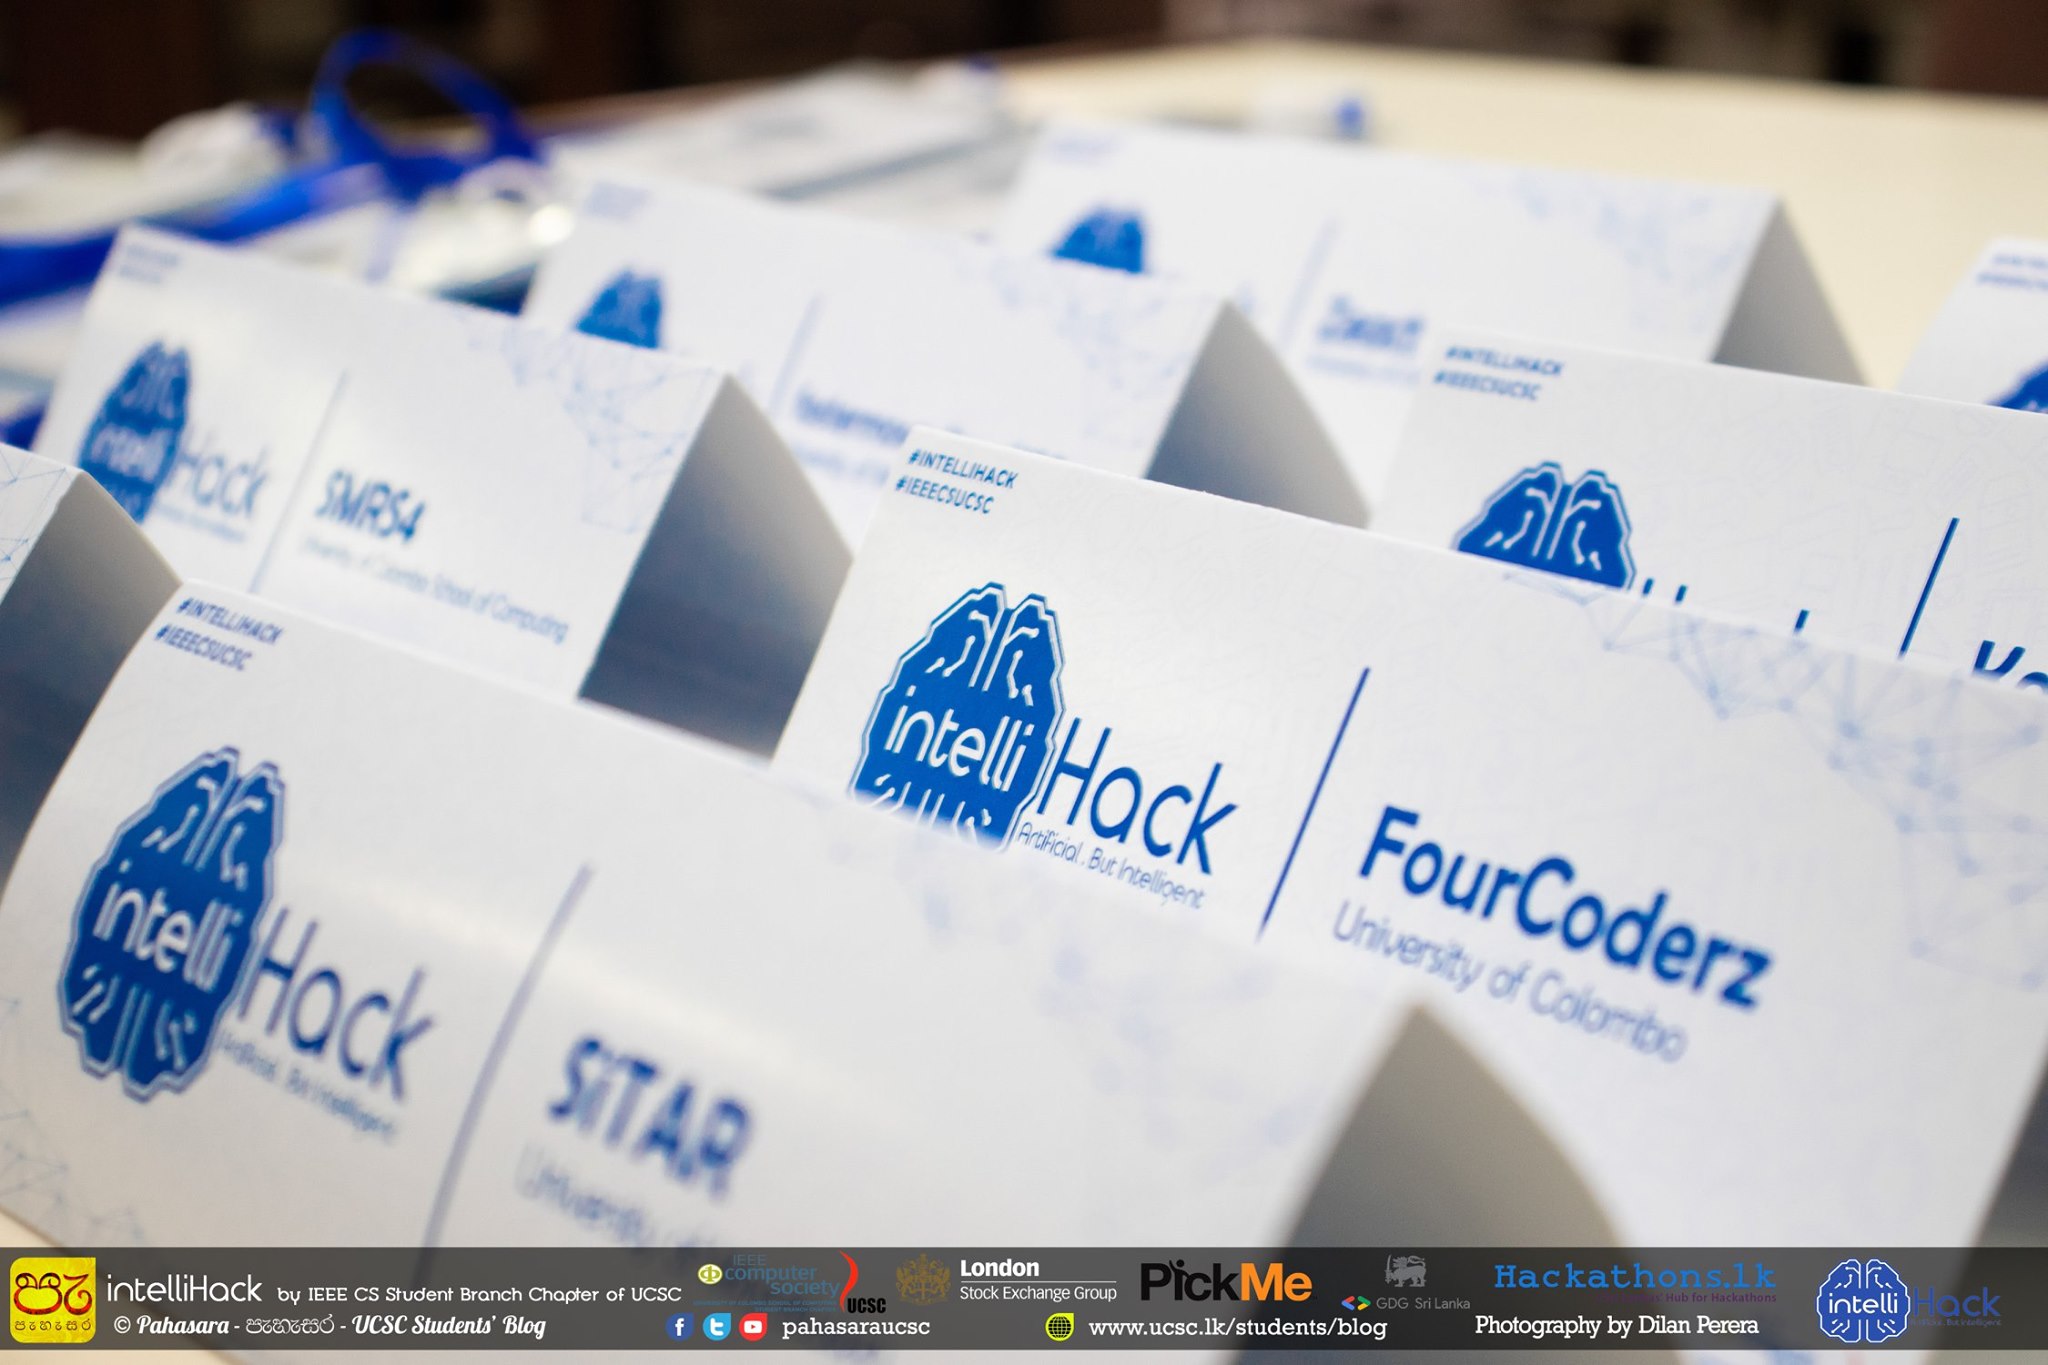 SMRS4
University of Colombo School of Computing
intelli Hack
#INTELLIHACK
#IEEECSUCSC
#INTELLIHACK
#IEEECSUCSC
intelli Hack
Artificial. But Intelligent
FourCoderz
University of Colombo
#INTELLIHACK
#IEEECSUCSC
intelli Hack
Artificial. But Intelligent
SiTAR
University
පැ
පැහැසර
intelliHack by IEEE CS Student Branch Chapter of UCSC
© Pahasara - පැහැසර - UCSC Students' Blog
IEEE
computer
society
UCSC
London
Stock Exchange Group
PickMe
GDG Sri Lanka
Hackathons.lk
pahasaraucsc
www.ucsc.lk/students/blog
Photography by Dilan Perera
intelli Hack
Artificial. But Intelligent